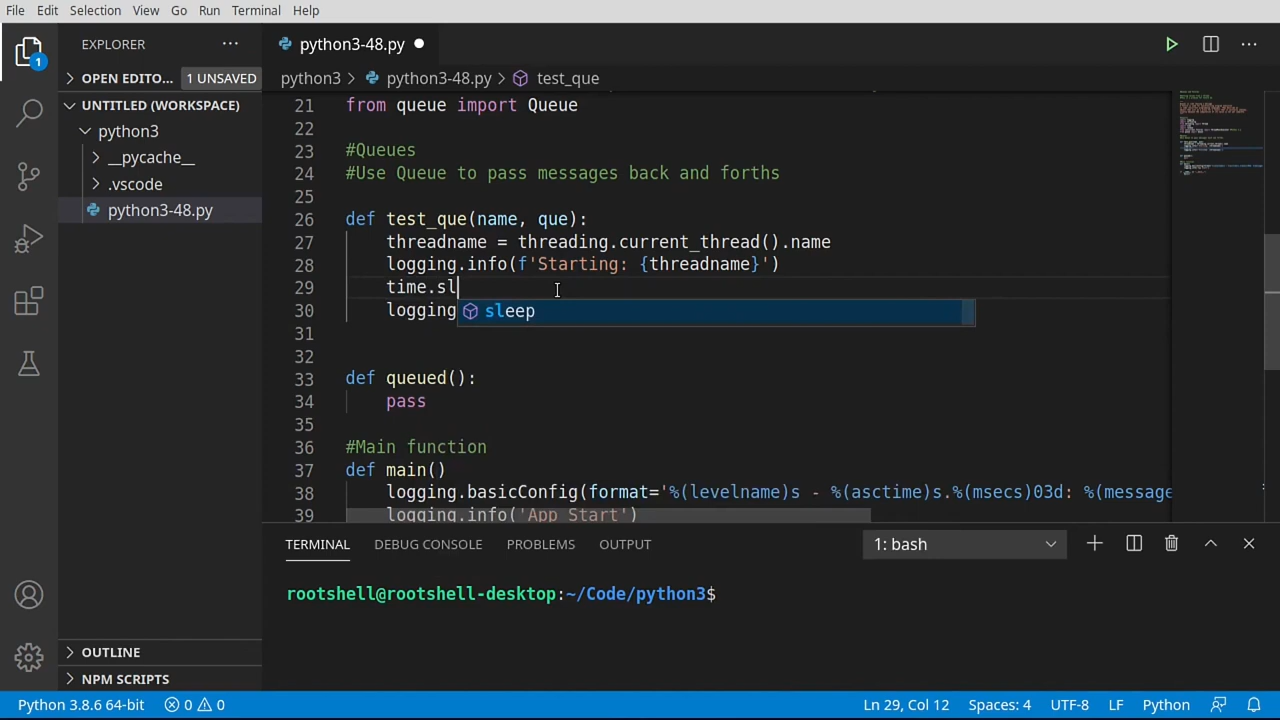 File Edit Selection View Go Run Terminal Help
EXPLORER
python3-48.py
1
OPEN EDITO... 1 UNSAVED
python3 > python3-48.py > test_que
UNTITLED (WORKSPACE)
python3
__pycache__
.vscode
python3-48.py
21 from queue import Queue
22
23 #Queues
24 #Use Queue to pass messages back and forths
25
26 def test_que(name, que):
27 threadname = threading.current_thread().name
28 logging.info(f'Starting: {threadname}')
29 time.sl
sleep
30 logging
31
32
33 def queued():
34 pass
35
36 #Main function
37 def main()
38 logging.basicConfig(format='%(levelname)s - %(asctime)s.%(msecs)03d: %(message
39 logging.info('App Start')
TERMINAL DEBUG CONSOLE PROBLEMS OUTPUT 1: bash
rootshell@rootshell-desktop:~/Code/python3$
OUTLINE
NPM SCRIPTS
Python 3.8.6 64-bit 0 0 Ln 29, Col 12 Spaces: 4 UTF-8 LF Python